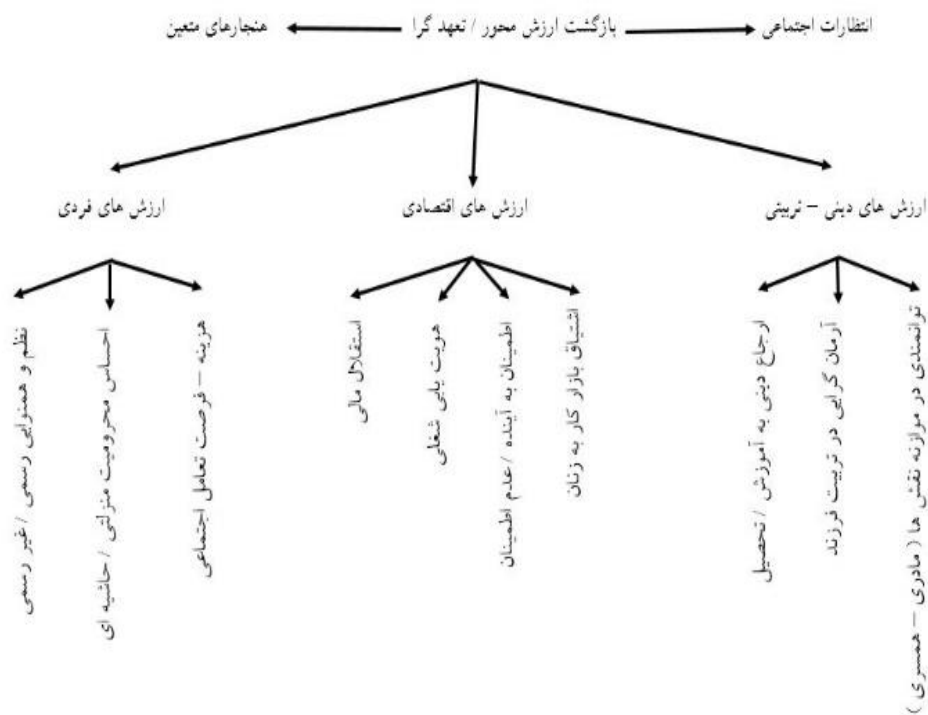 انتظارات اجتماعی
بازگشت ارزش محور / تعهد گرا
هنجارهای متعین
ارزش های دینی – تربیتی
ارزش های اقتصادی
ارزش های فردی
توانمندی در موازنه نقش ها ( مادری – همسری )
آرمان گرایی در تربیت فرزند
ارجاع دینی به آموزش / تحصیل
اشتیاق بازار کار به زنان
اطمینان به آینده /عدم اطمینان
هویت یابی شغلی
استقلال مالی
هزینه – فرصت تعامل اجتماعی
احساس محرومیت منزلتی / حاشیه ای
نظم و همنوایی رسمی / غیر رسمی